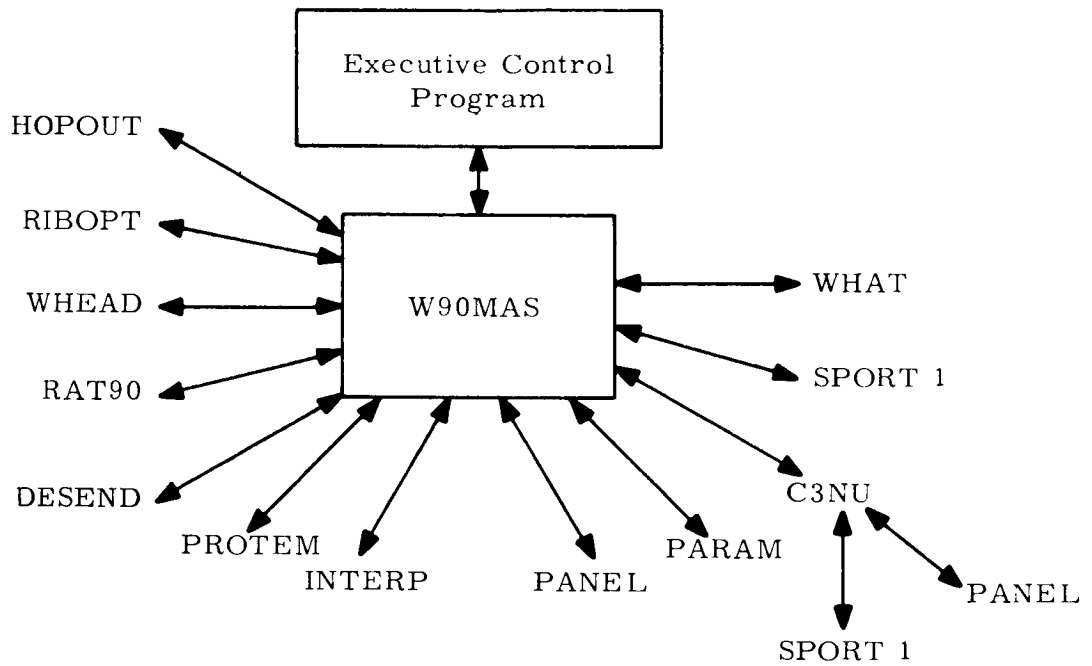 Executive Control
Program
HOPOUT
RIBOPT
WHEAD
RAT90
DESEND
W90MAS
WHAT
SPORT 1
C3NU
PROTEM
INTERP
PANEL
PARAM
PANEL
SPORT 1